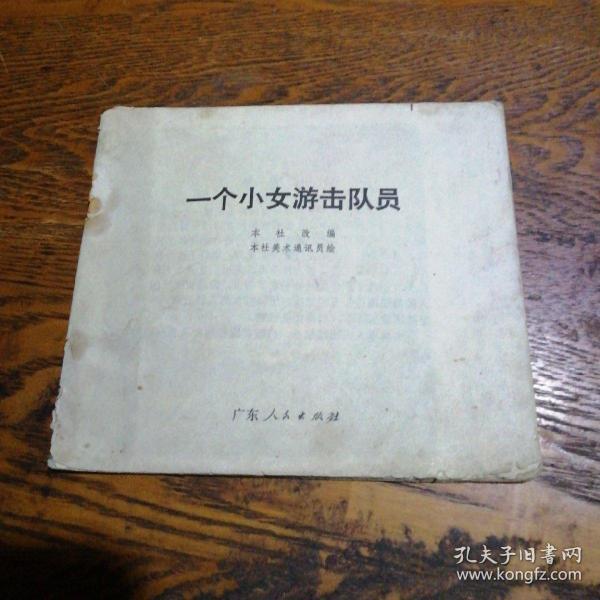 一个小女游击队员
本社改编
本社美术通讯员绘
广东人民出版社
孔夫子旧書网
www.kongfz.com